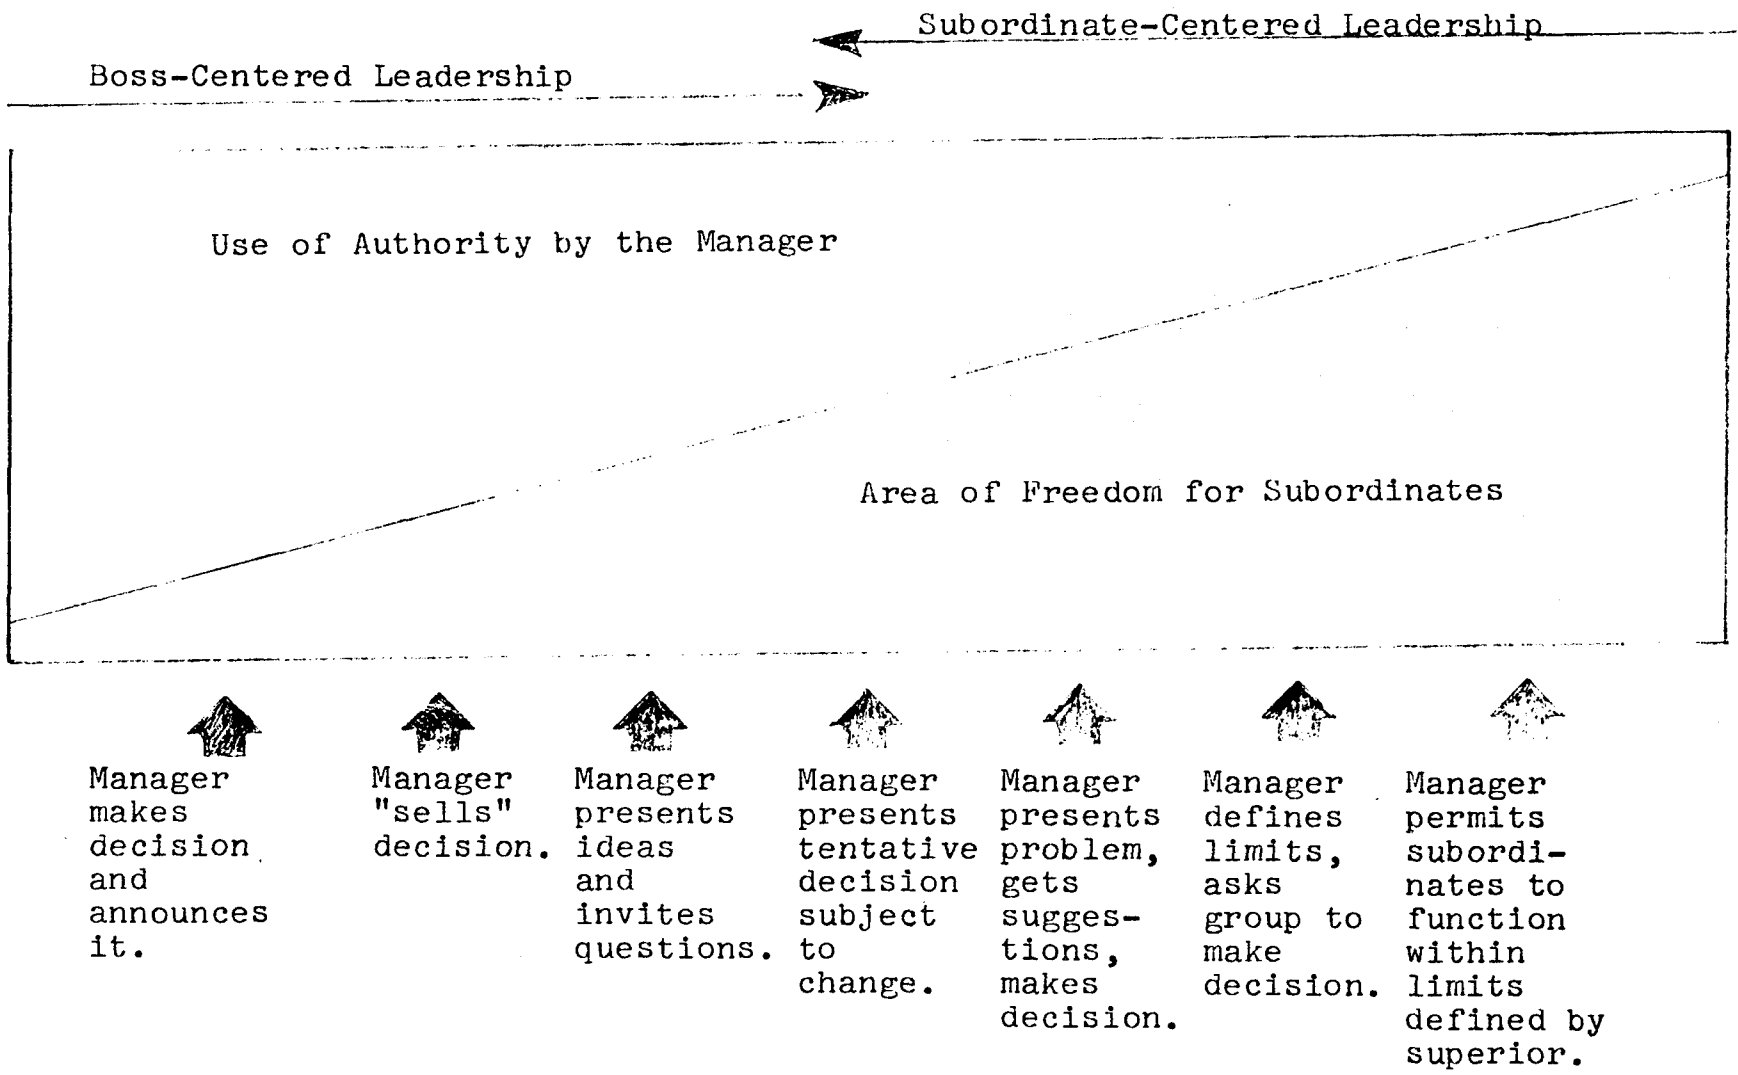 Subordinate-Centered Leadership
Boss-Centered Leadership
Use of Authority by the Manager
Area of Freedom for Subordinates
Manager
makes
decision
and
announces
it.
Manager
"sells"
decision.
Manager
presents
ideas
and
invites
questions.
Manager
presents
tentative
decision
subject
to
change.
Manager
presents
problem,
gets
sugges-
tions,
makes
decision.
Manager
defines
limits,
asks
group to
make
decision.
Manager
permits
subordi-
nates to
function
within
limits
defined by
superior.